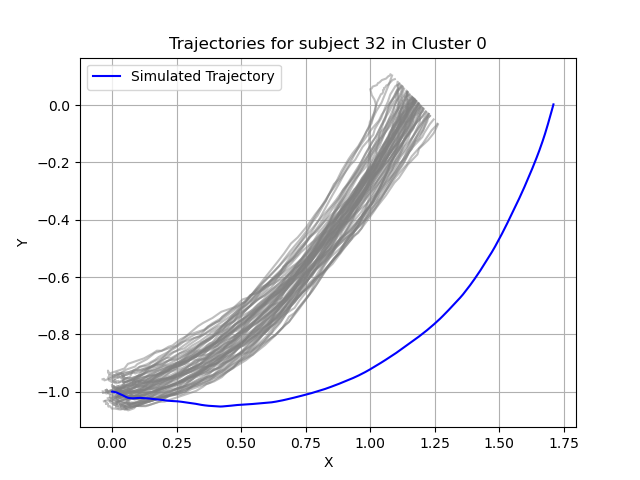 Trajectories for subject 32 in Cluster 0
Simulated Trajectory
Y
0.0
−0.2
−0.4
−0.6
−0.8
−1.0
0.00 0.25 0.50 0.75 1.00 1.25 1.50 1.75
X